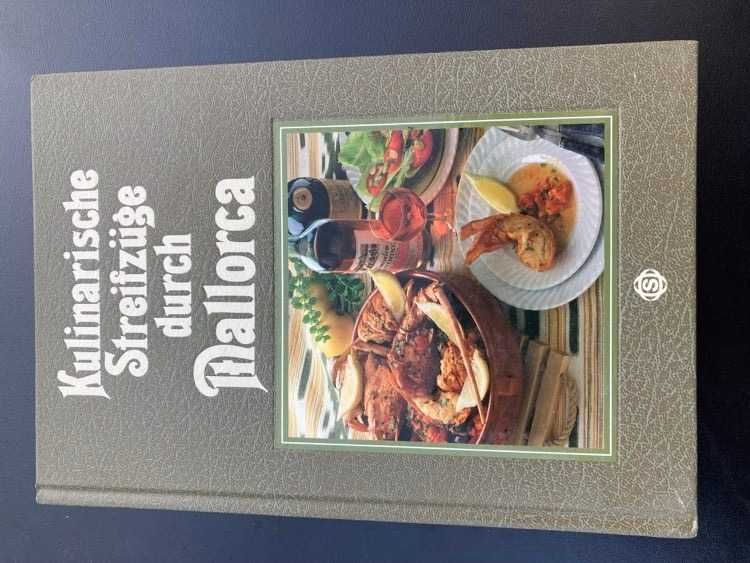 Kulinarische
Streifzüge
durch
Mallorca
S